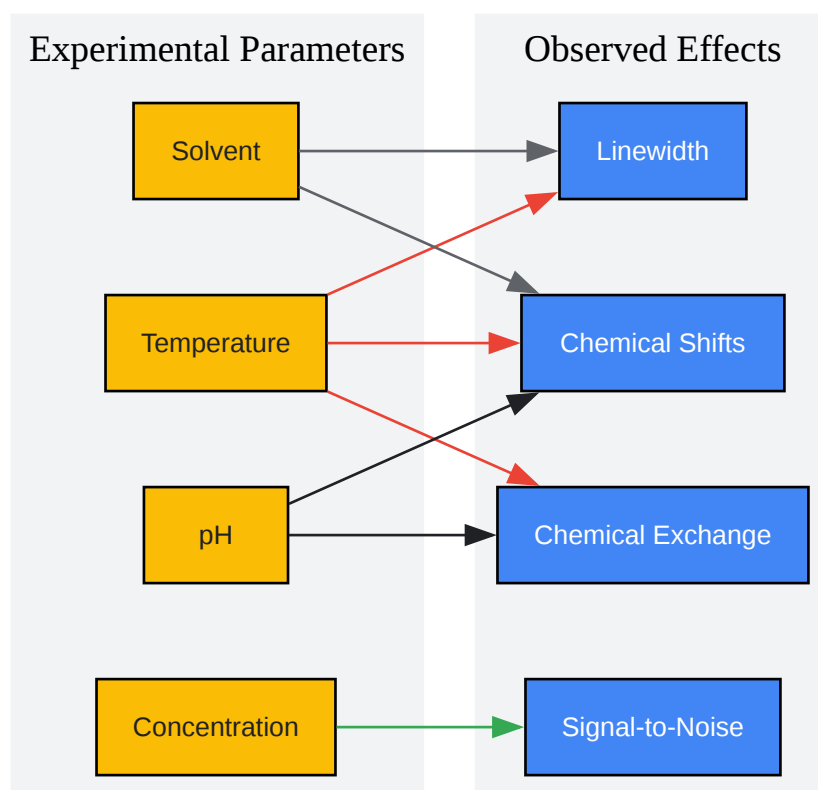 Experimental Parameters
Observed Effects
Solvent
Linewidth
Temperature
Chemical Shifts
pH
Chemical Exchange
Concentration
Signal-to-Noise